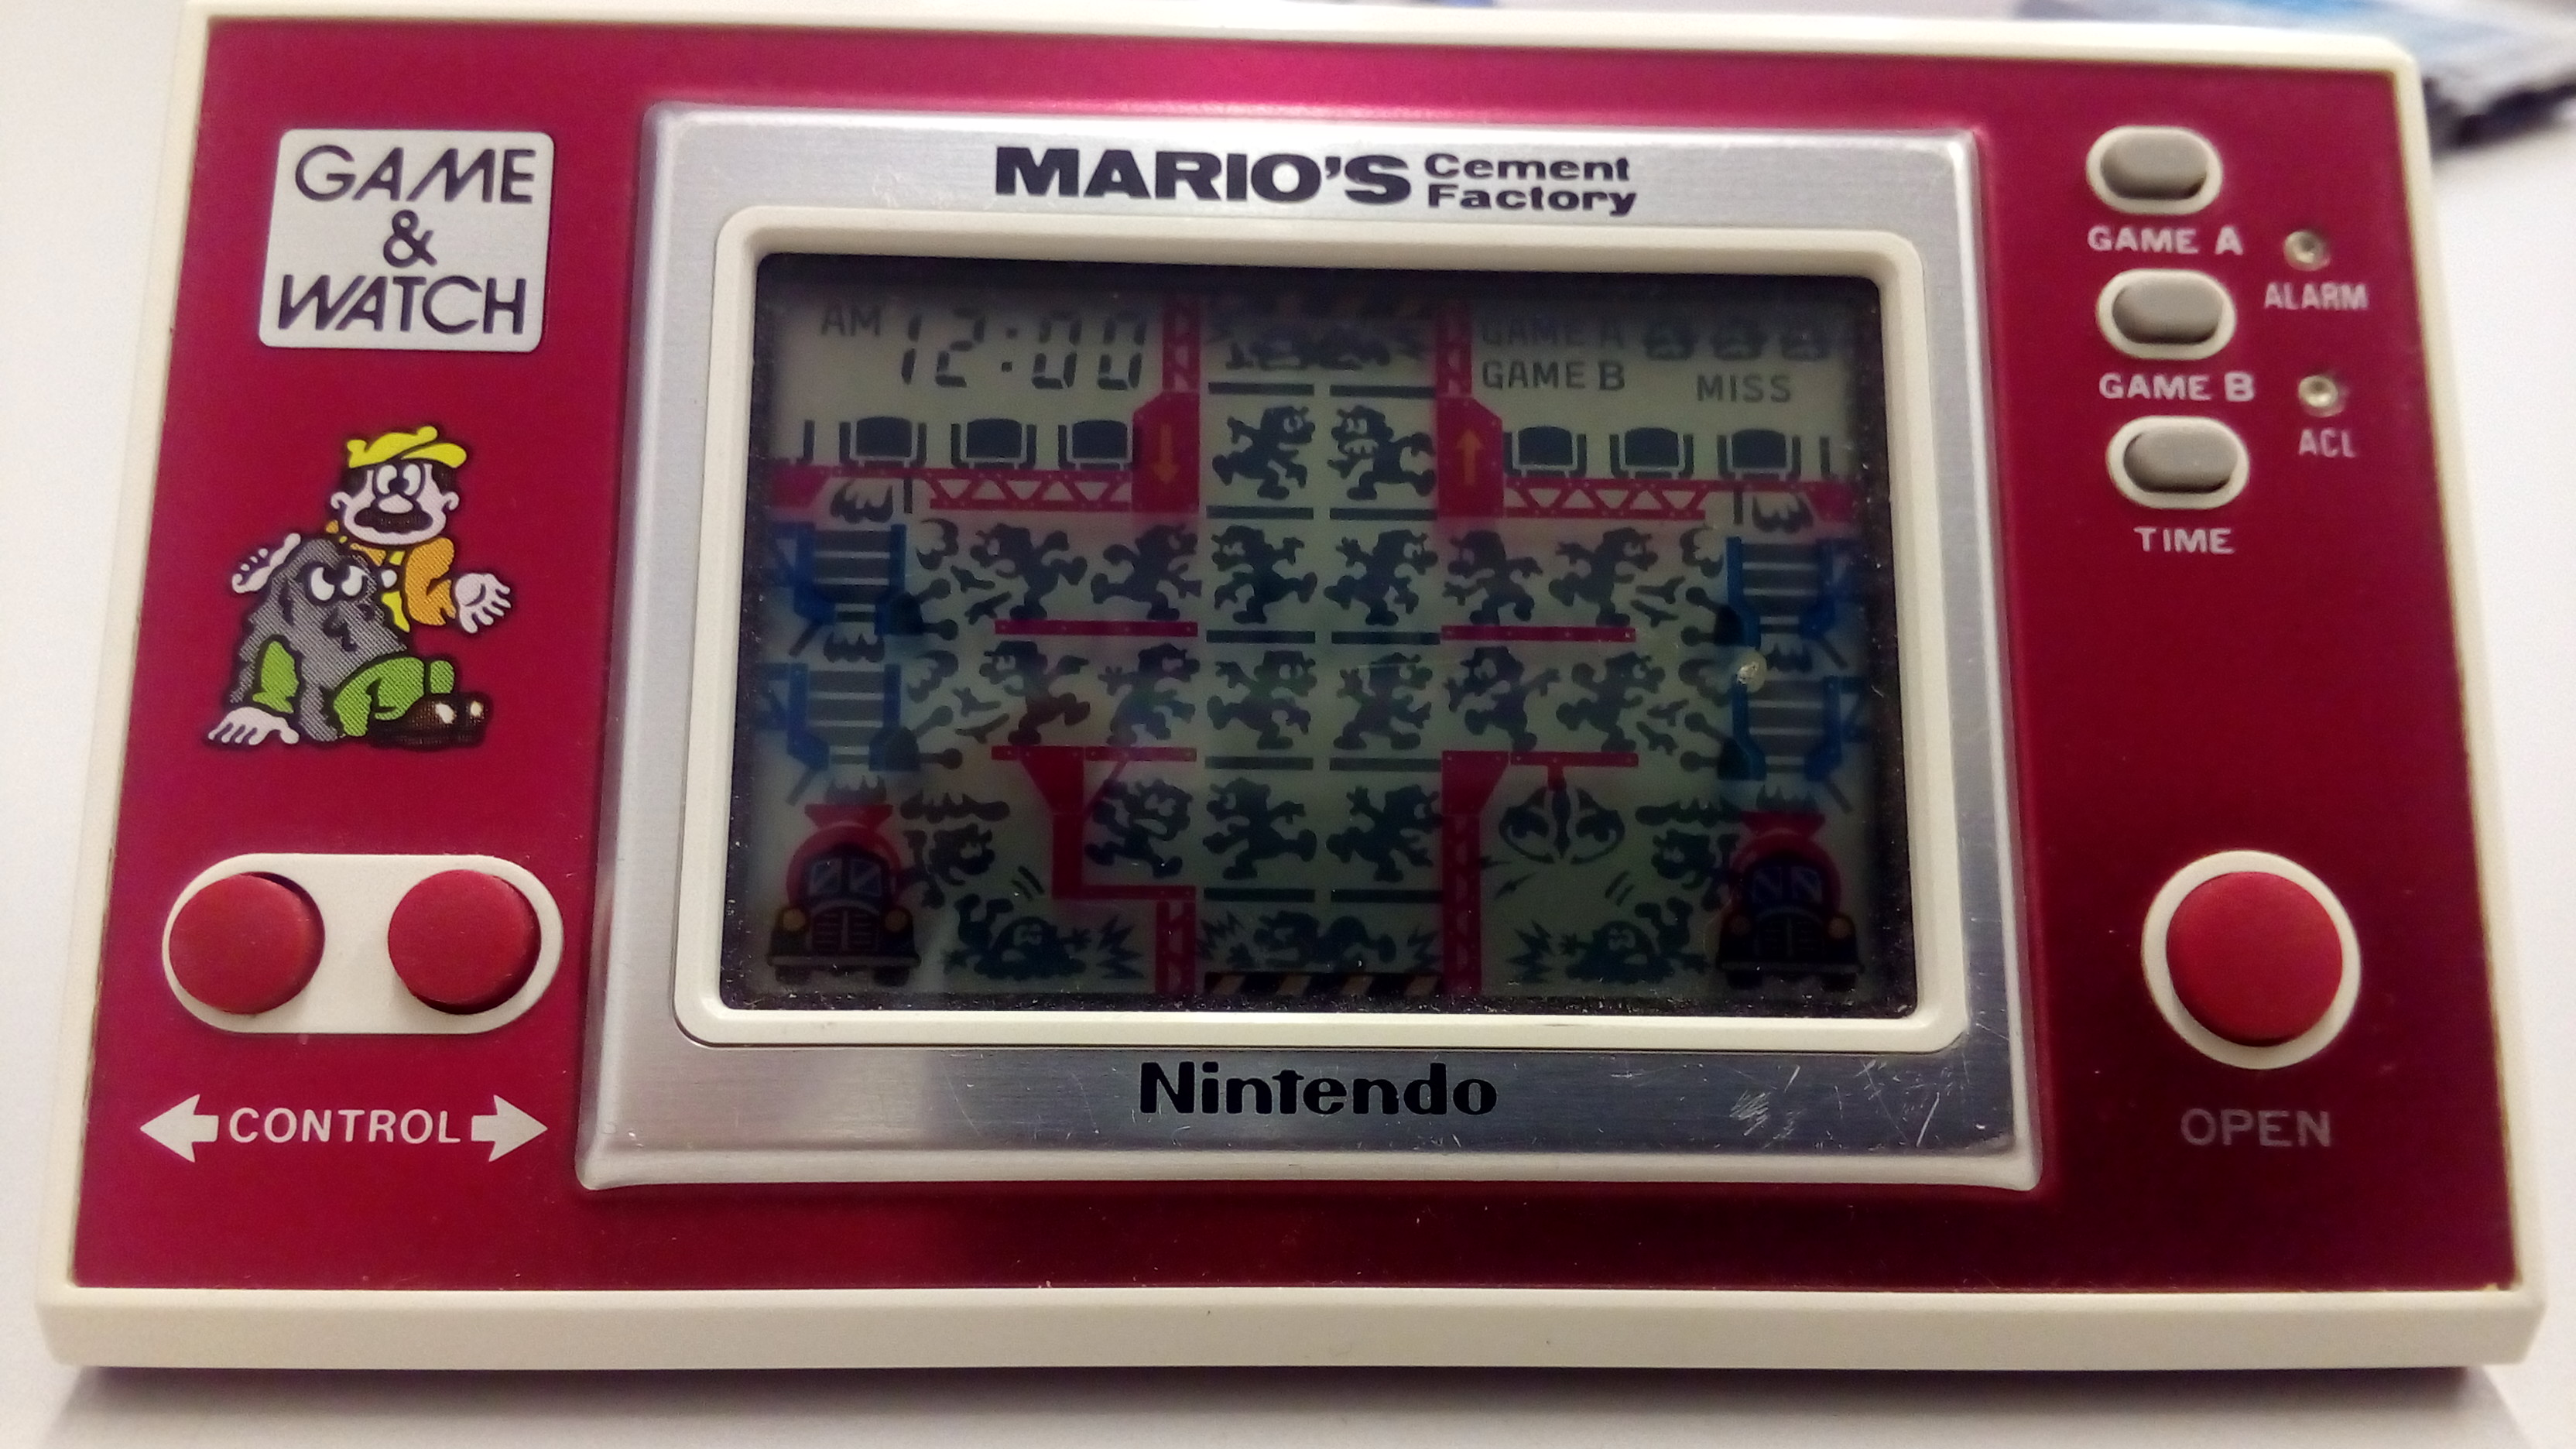 GAME
&
WATCH
MARIO'S Cement
Factory
AM 12:00
GAME A
GAME B
MISS
GAME A
ALARM
GAME B
ACL
TIME
CONTROL
OPEN
Nintendo